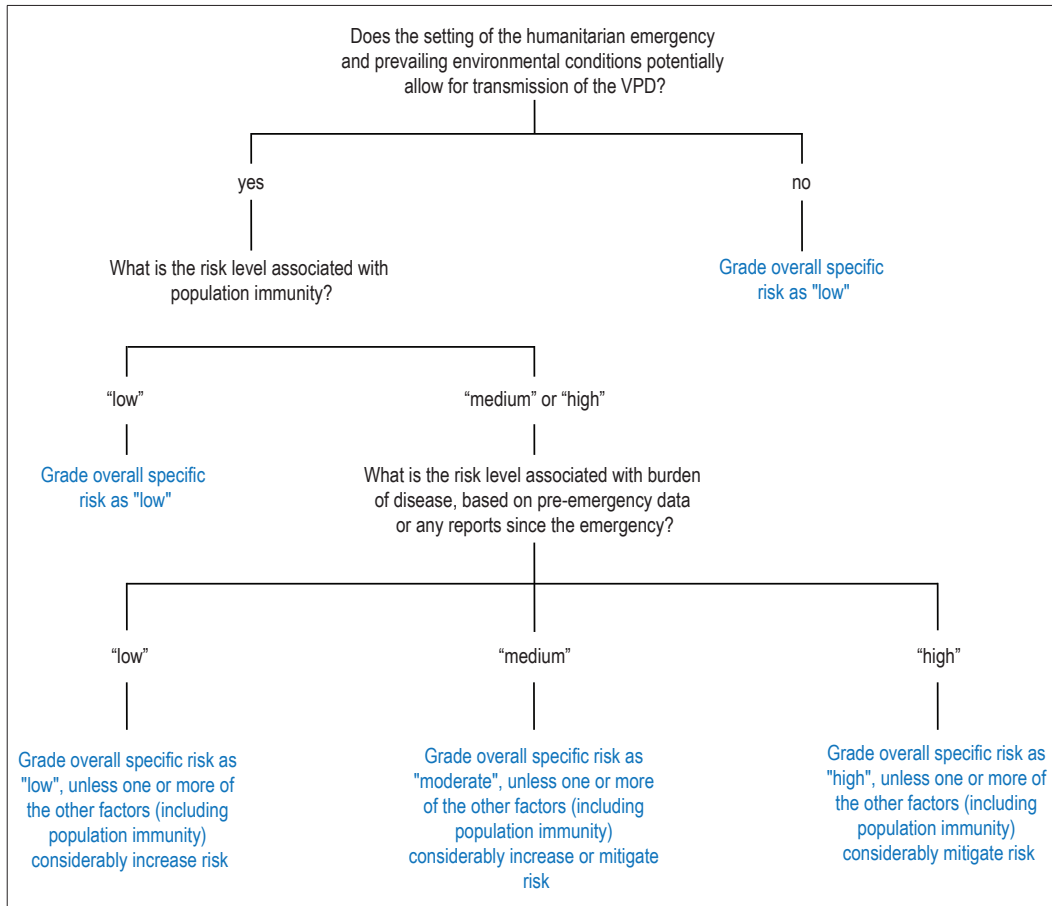 Does the setting of the humanitarian emergency
and prevailing environmental conditions potentially
allow for transmission of the VPD?
yes
no
What is the risk level associated with
population immunity?
Grade overall specific
risk as "low"
“low”
“medium” or “high”
Grade overall specific
risk as "low"
What is the risk level associated with burden
of disease, based on pre-emergency data
or any reports since the emergency?
“low”
“medium”
“high”
Grade overall specific risk as
"low", unless one or more of
the other factors (including
population immunity)
considerably increase risk
Grade overall specific risk as
"moderate", unless one or more
of the other factors (including
population immunity)
considerably increase or mitigate
risk
Grade overall specific risk as
"high", unless one or more of
the other factors (including
population immunity)
considerably mitigate risk